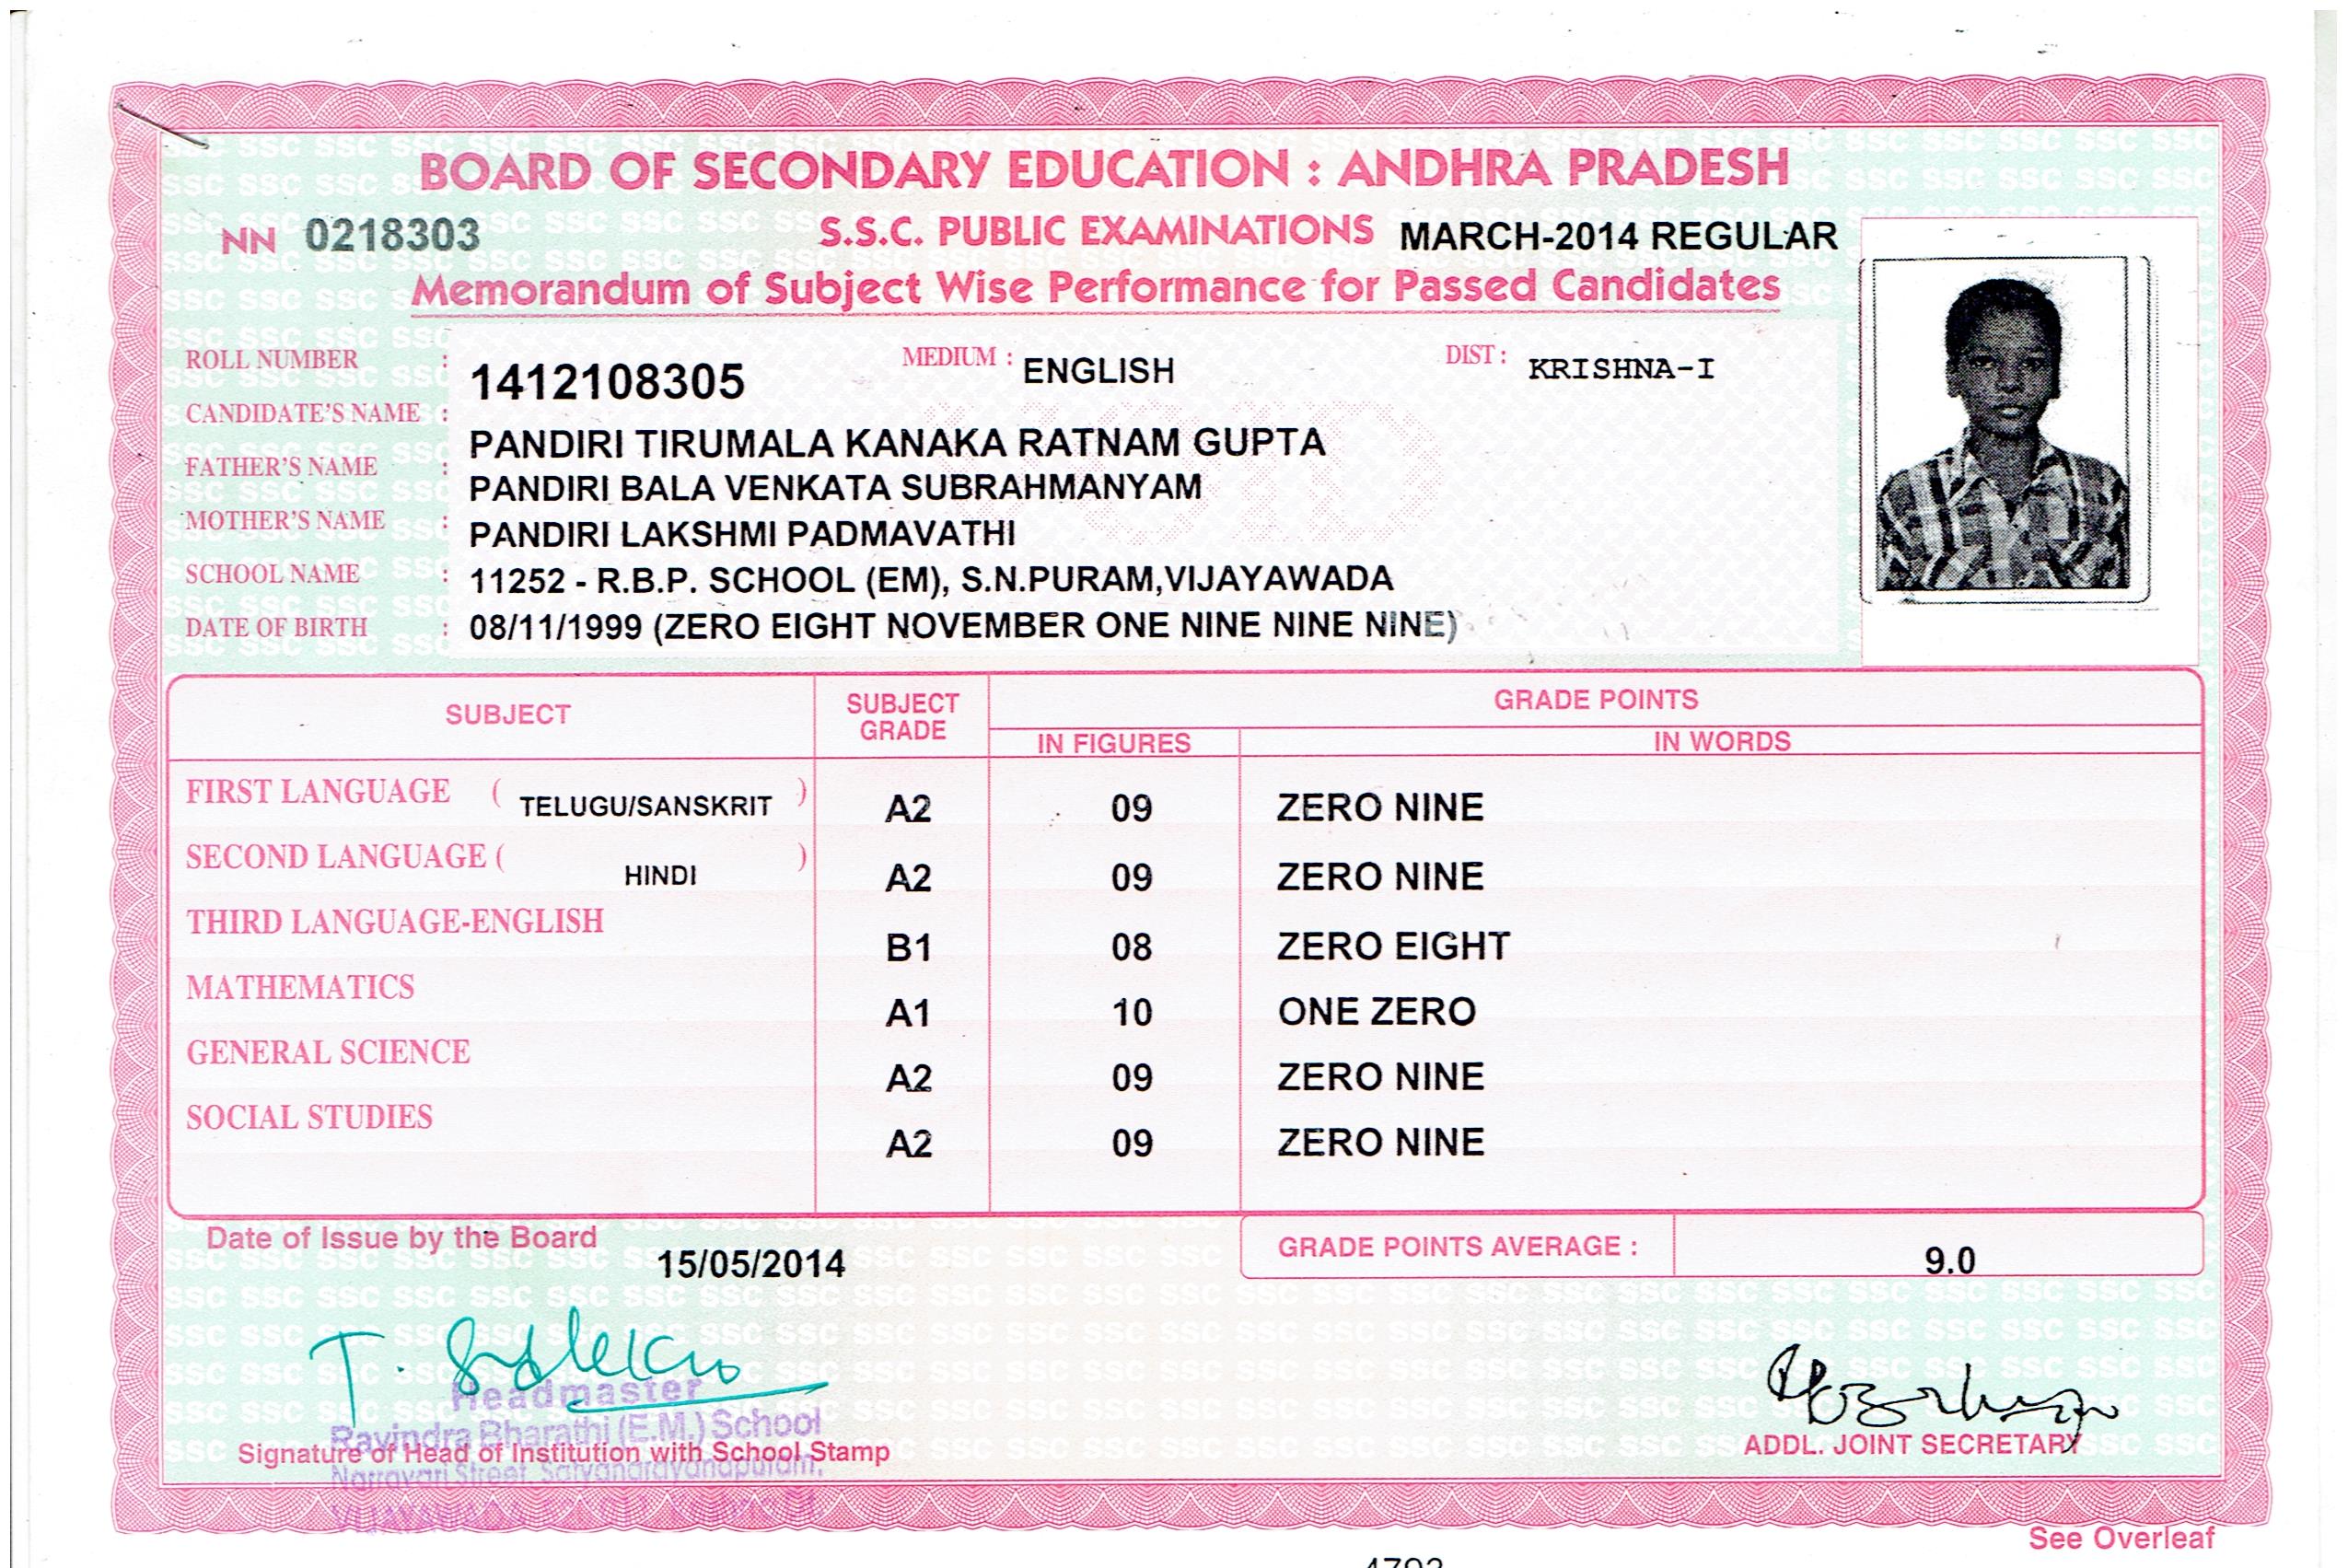 BOARD OF SECONDARY EDUCATION : ANDHRA PRADESH
NN 0218303
S.S.C. PUBLIC EXAMINATIONS MARCH-2014 REGULAR
Memorandum of Subject Wise Performance for Passed Candidates
ROLL NUMBER : 1412108305 MEDIUM : ENGLISH DIST : KRISHNA-I
CANDIDATE'S NAME : PANDIRI TIRUMALA KANAKA RATNAM GUPTA
FATHER'S NAME : PANDIRI BALA VENKATA SUBRAHMANYAM
MOTHER'S NAME : PANDIRI LAKSHMI PADMAVATHI
SCHOOL NAME : 11252 - R.B.P. SCHOOL (EM), S.N.PURAM,VIJAYAWADA
DATE OF BIRTH : 08/11/1999 (ZERO EIGHT NOVEMBER ONE NINE NINE NINE)
SUBJECT SUBJECT GRADE GRADE POINTS
IN FIGURES IN WORDS
FIRST LANGUAGE ( TELUGU/SANSKRIT ) A2 09 ZERO NINE
SECOND LANGUAGE ( HINDI ) A2 09 ZERO NINE
THIRD LANGUAGE-ENGLISH B1 08 ZERO EIGHT
MATHEMATICS A1 10 ONE ZERO
GENERAL SCIENCE A2 09 ZERO NINE
SOCIAL STUDIES A2 09 ZERO NINE
Date of Issue by the Board 15/05/2014
GRADE POINTS AVERAGE : 9.0
Headmaster
Ravindra Bharathi (E.M.) School
Signature of Head of Institution with School Stamp
Satyanarayanapuram,
VIJAYAWADA
ADDL. JOINT SECRETARY
See Overleaf